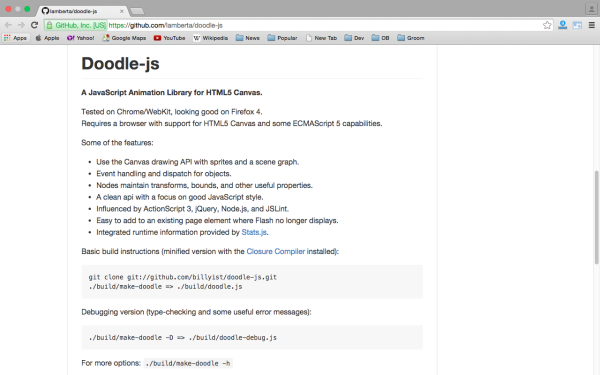 lamberta/doodle-js
GitHub, Inc. [US] https://github.com/lamberta/doodle-js
Apps Apple Yahoo! Google Maps YouTube W Wikipedia News Popular New Tab Dev OB Groom
Doodle-js
A JavaScript Animation Library for HTML5 Canvas.
Tested on Chrome/WebKit, looking good on Firefox 4.
Requires a browser with support for HTML5 Canvas and some ECMAScript 5 capabilities.
Some of the features:
• Use the Canvas drawing API with sprites and a scene graph.
• Event handling and dispatch for objects.
• Nodes maintain transforms, bounds, and other useful properties.
• A clean api with a focus on good JavaScript style.
• Influenced by ActionScript 3, jQuery, Node.js, and JSLint.
• Easy to add to an existing page element where Flash no longer displays.
• Integrated runtime information provided by Stats.js.
Basic build instructions (minified version with the Closure Compiler installed):
git clone git://github.com/billyist/doodle-js.git
./build/make-doodle => ./build/doodle.js
Debugging version (type-checking and some useful error messages):
./build/make-doodle -D => ./build/doodle-debug.js
For more options: ./build/make-doodle -h